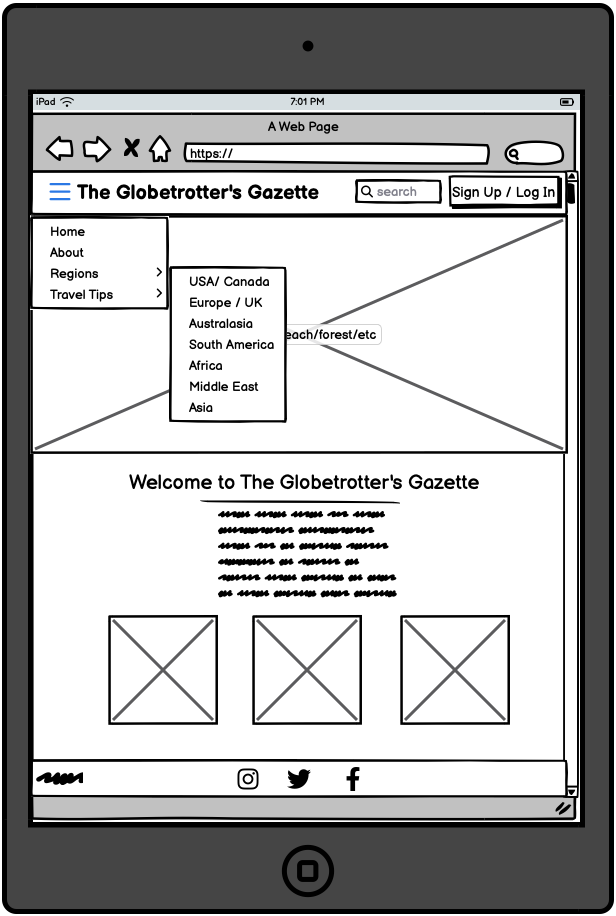 iPad
7:01 PM
A Web Page
https://
The Globetrotter's Gazette
search
Sign Up / Log In
Home
About
Regions
Travel Tips
USA/ Canada
Europe / UK
Australasia
South America
Africa
Middle East
Asia
each/forest/etc
Welcome to The Globetrotter's Gazette